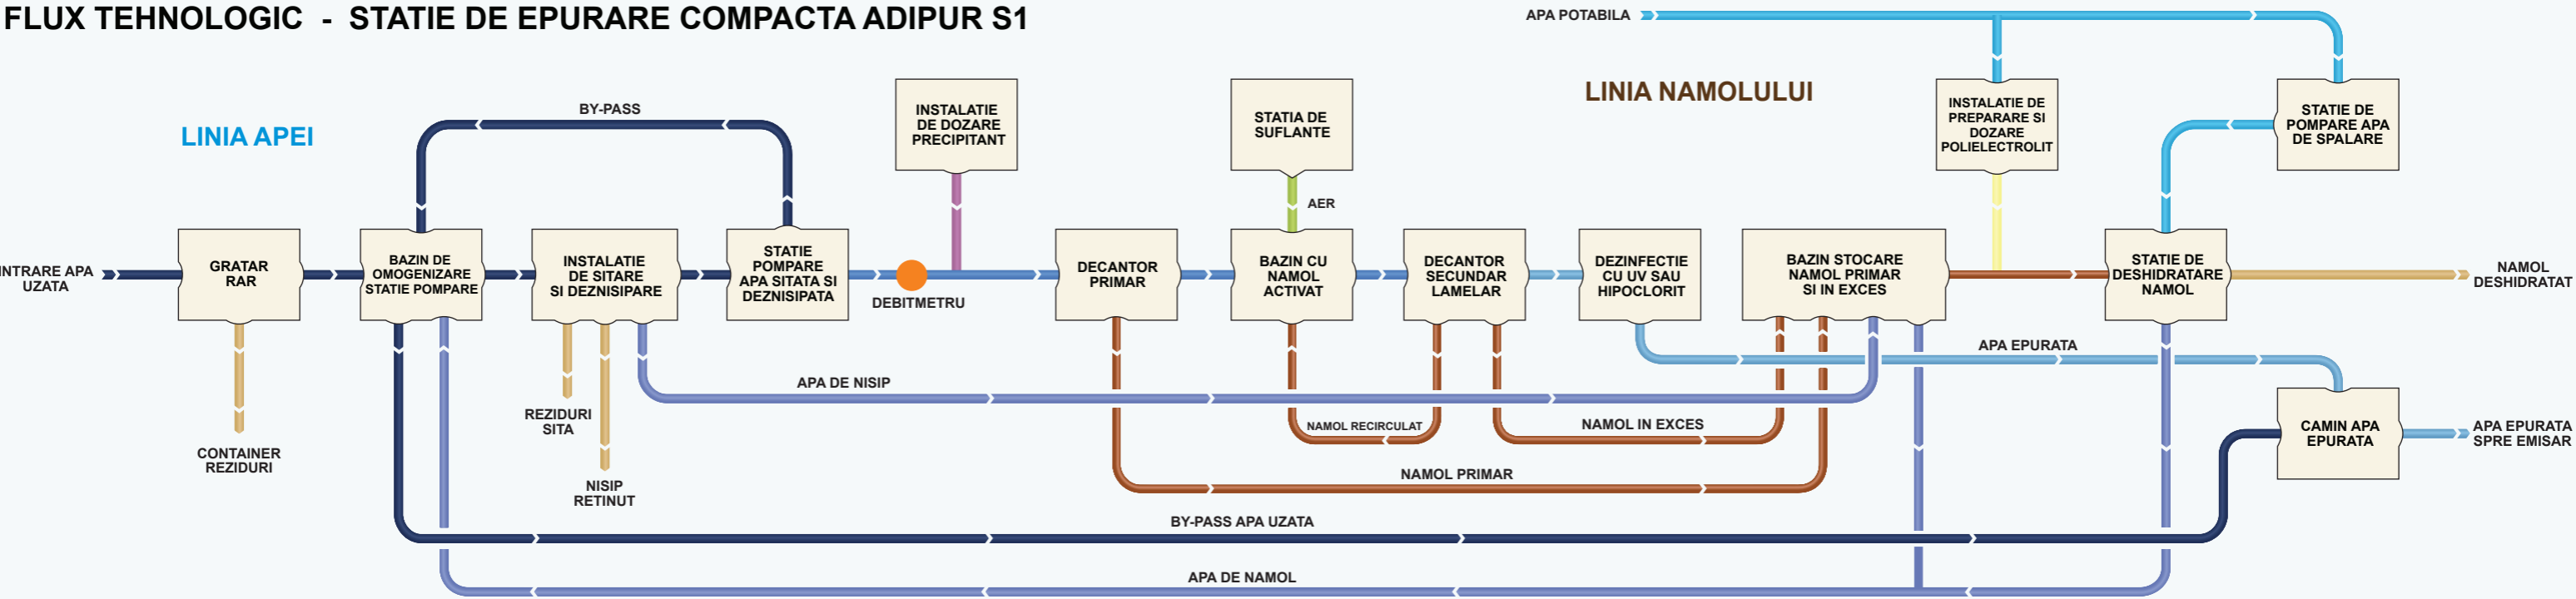 FLUX TEHNOLOGIC - STATIE DE EPURARE COMPACTA ADIPUR S1
APA POTABILA
LINIA NAMOLULUI
LINIA APEI
BY-PASS
INSTALATIE
DE DOZARE
PRECIPITANT
STATIA DE
SUFLANTE
INSTALATIE DE
PREPARARE SI
DOZARE
POLIELECTROLIT
STATIE DE
POMPARE APA
DE SPALARE
AER
INTRARE APA
UZATA
GRATAR
RAR
BAZIN DE
OMOGENIZARE
STATIE POMPARE
INSTALATIE
DE SITARE
SI DEZNISIPARE
STATIE
POMPARE
APA SITATA SI
DEZNISIPATA
DEBITMETRU
DECANTOR
PRIMAR
BAZIN CU
NAMOL
ACTIVAT
DECANTOR
SECUNDAR
LAMELAR
DEZINFECTIE
CU UV SAU
HIPOCLORIT
BAZIN STOCARE
NAMOL PRIMAR
SI IN EXCES
STATIE DE
DESHIDRATARE
NAMOL
NAMOL
DESHIDRATAT
APA EPURATA
APA DE NISIP
REZIDURI
SITA
NAMOL RECIRCULAT
NAMOL IN EXCES
CAMIN APA
EPURATA
APA EPURATA
SPRE EMISAR
CONTAINER
REZIDURI
NAMOL PRIMAR
NISIP
RETINUT
BY-PASS APA UZATA
APA DE NAMOL